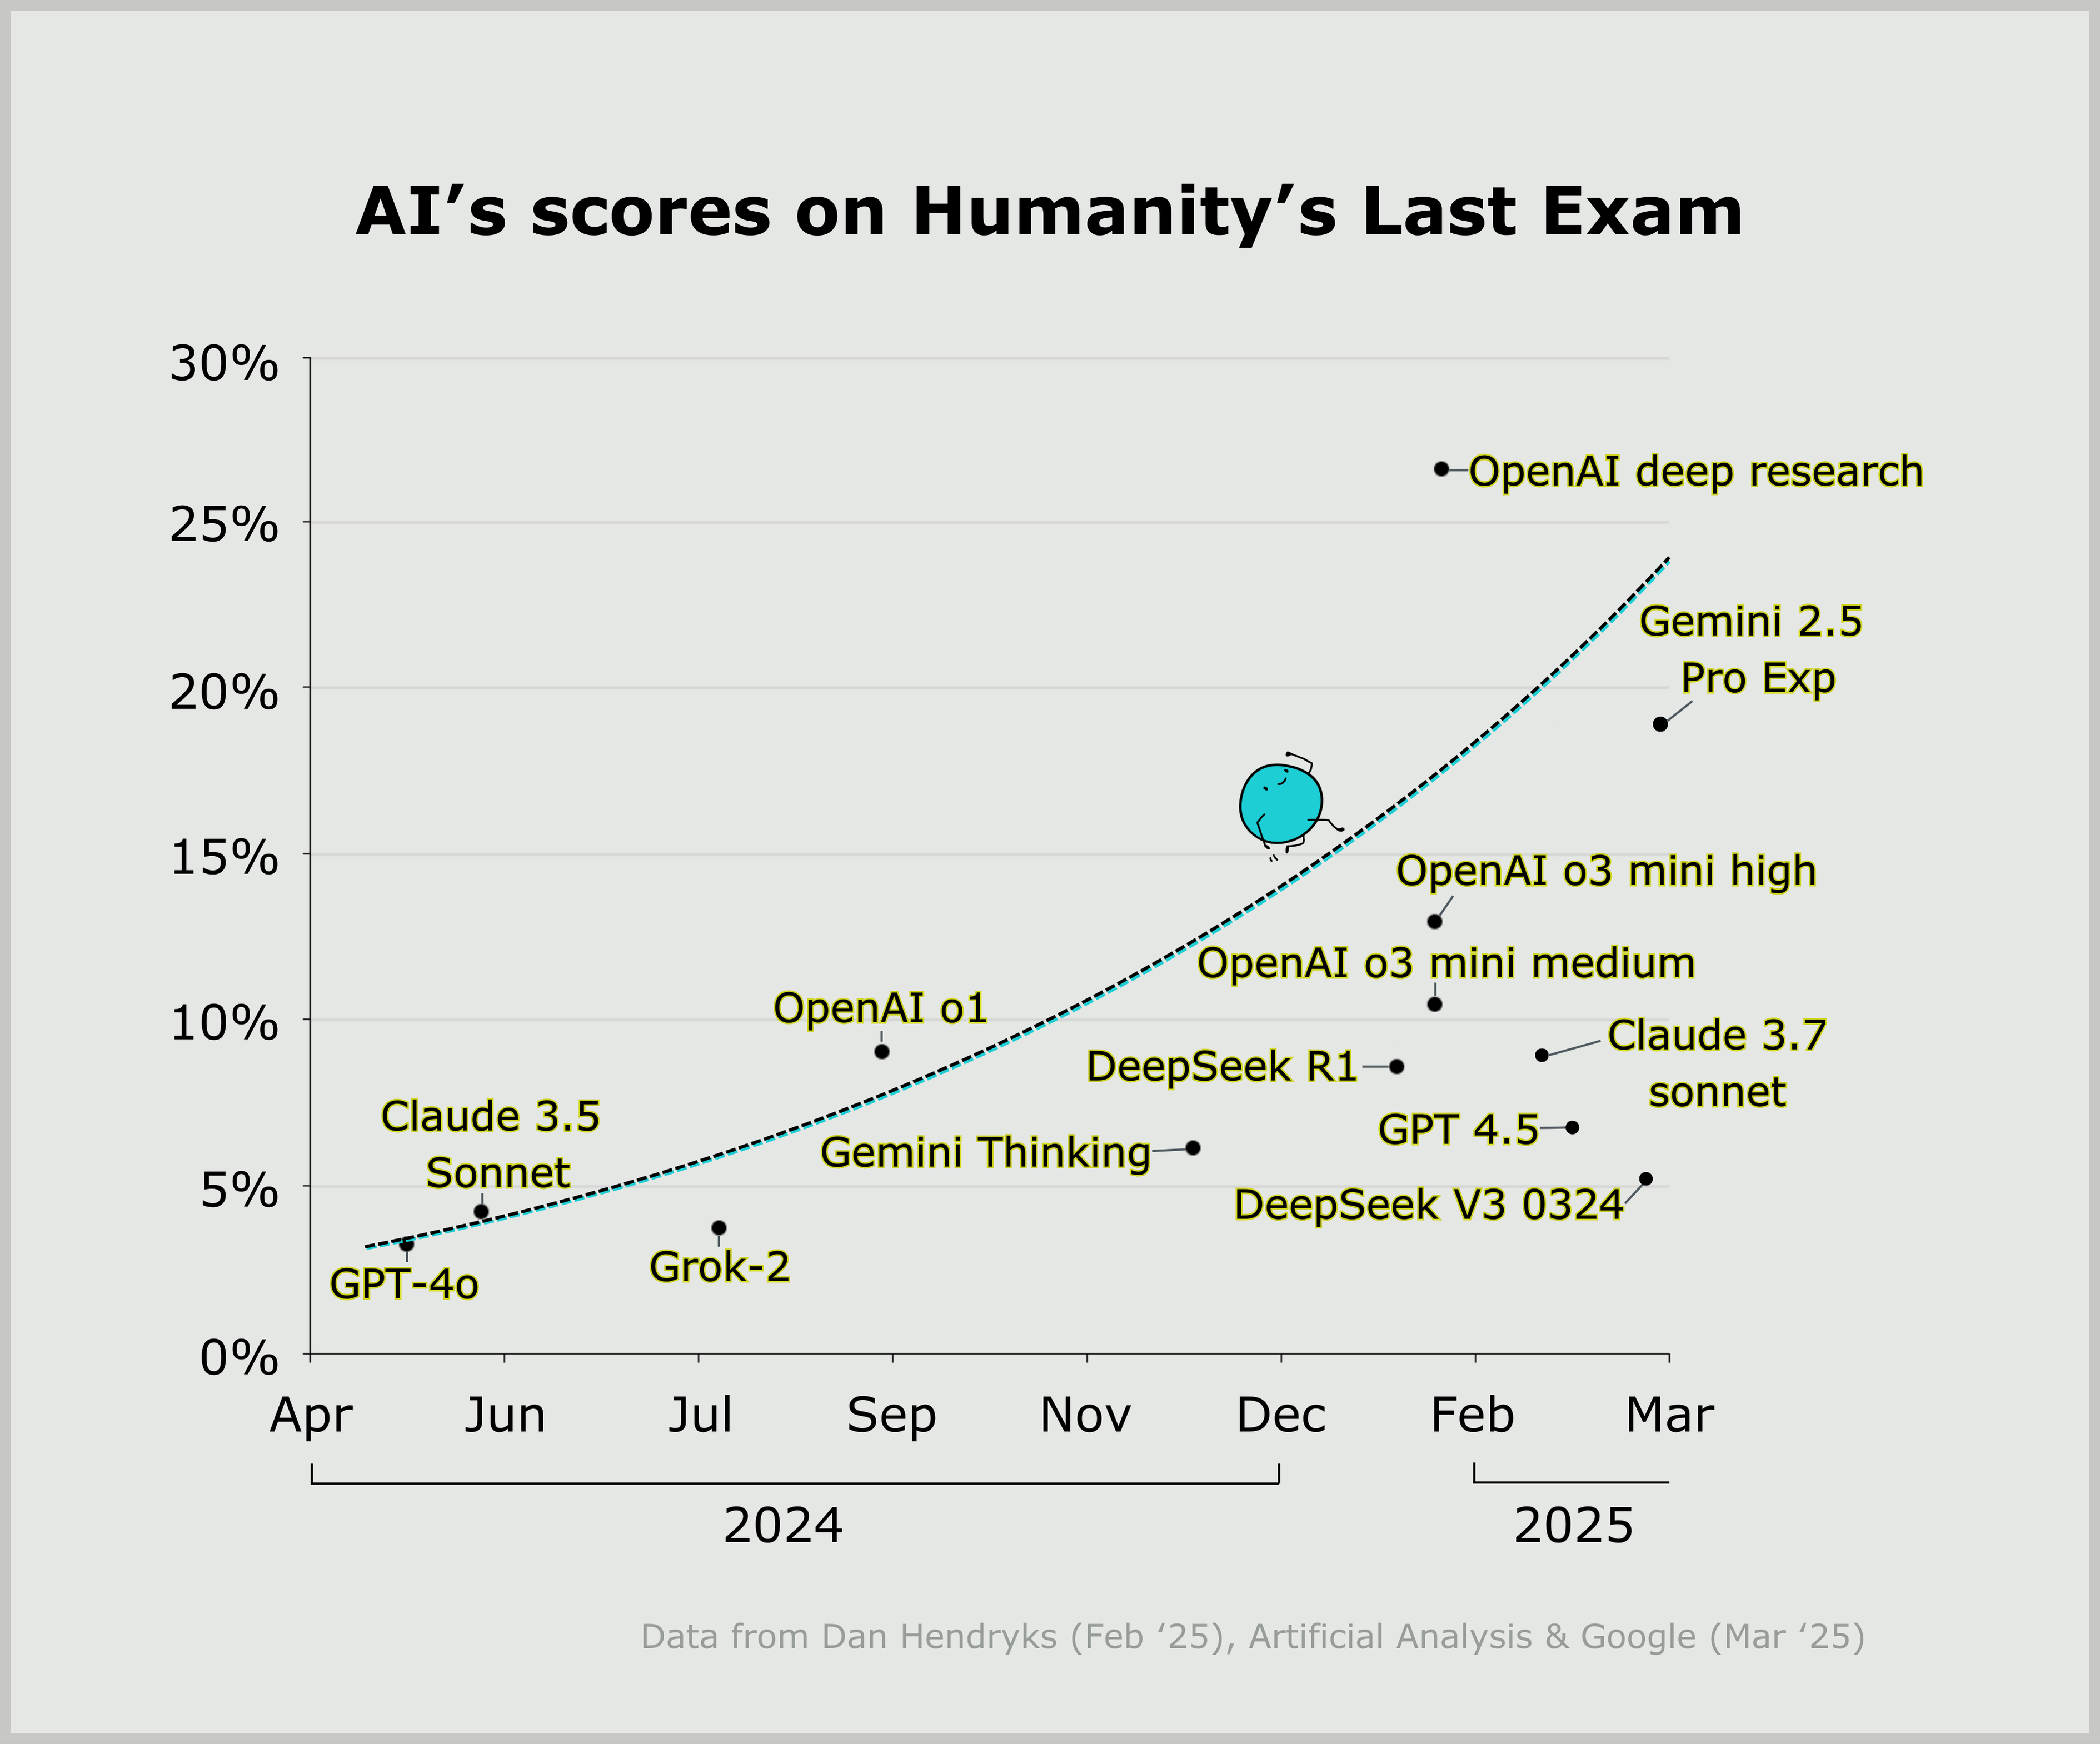 AI’s scores on Humanity’s Last Exam
30%
25%
20%
15%
10%
5%
0%
OpenAI deep research
Gemini 2.5
Pro Exp
OpenAI o3 mini high
OpenAI o3 mini medium
OpenAI o1
Claude 3.7
sonnet
DeepSeek R1
Claude 3.5
Sonnet
GPT 4.5
Gemini Thinking
DeepSeek V3 0324
Grok-2
GPT-4o
Apr Jun Jul Sep Nov Dec Feb Mar
2024 2025
Data from Dan Hendryks (Feb ‘25), Artificial Analysis & Google (Mar ‘25)